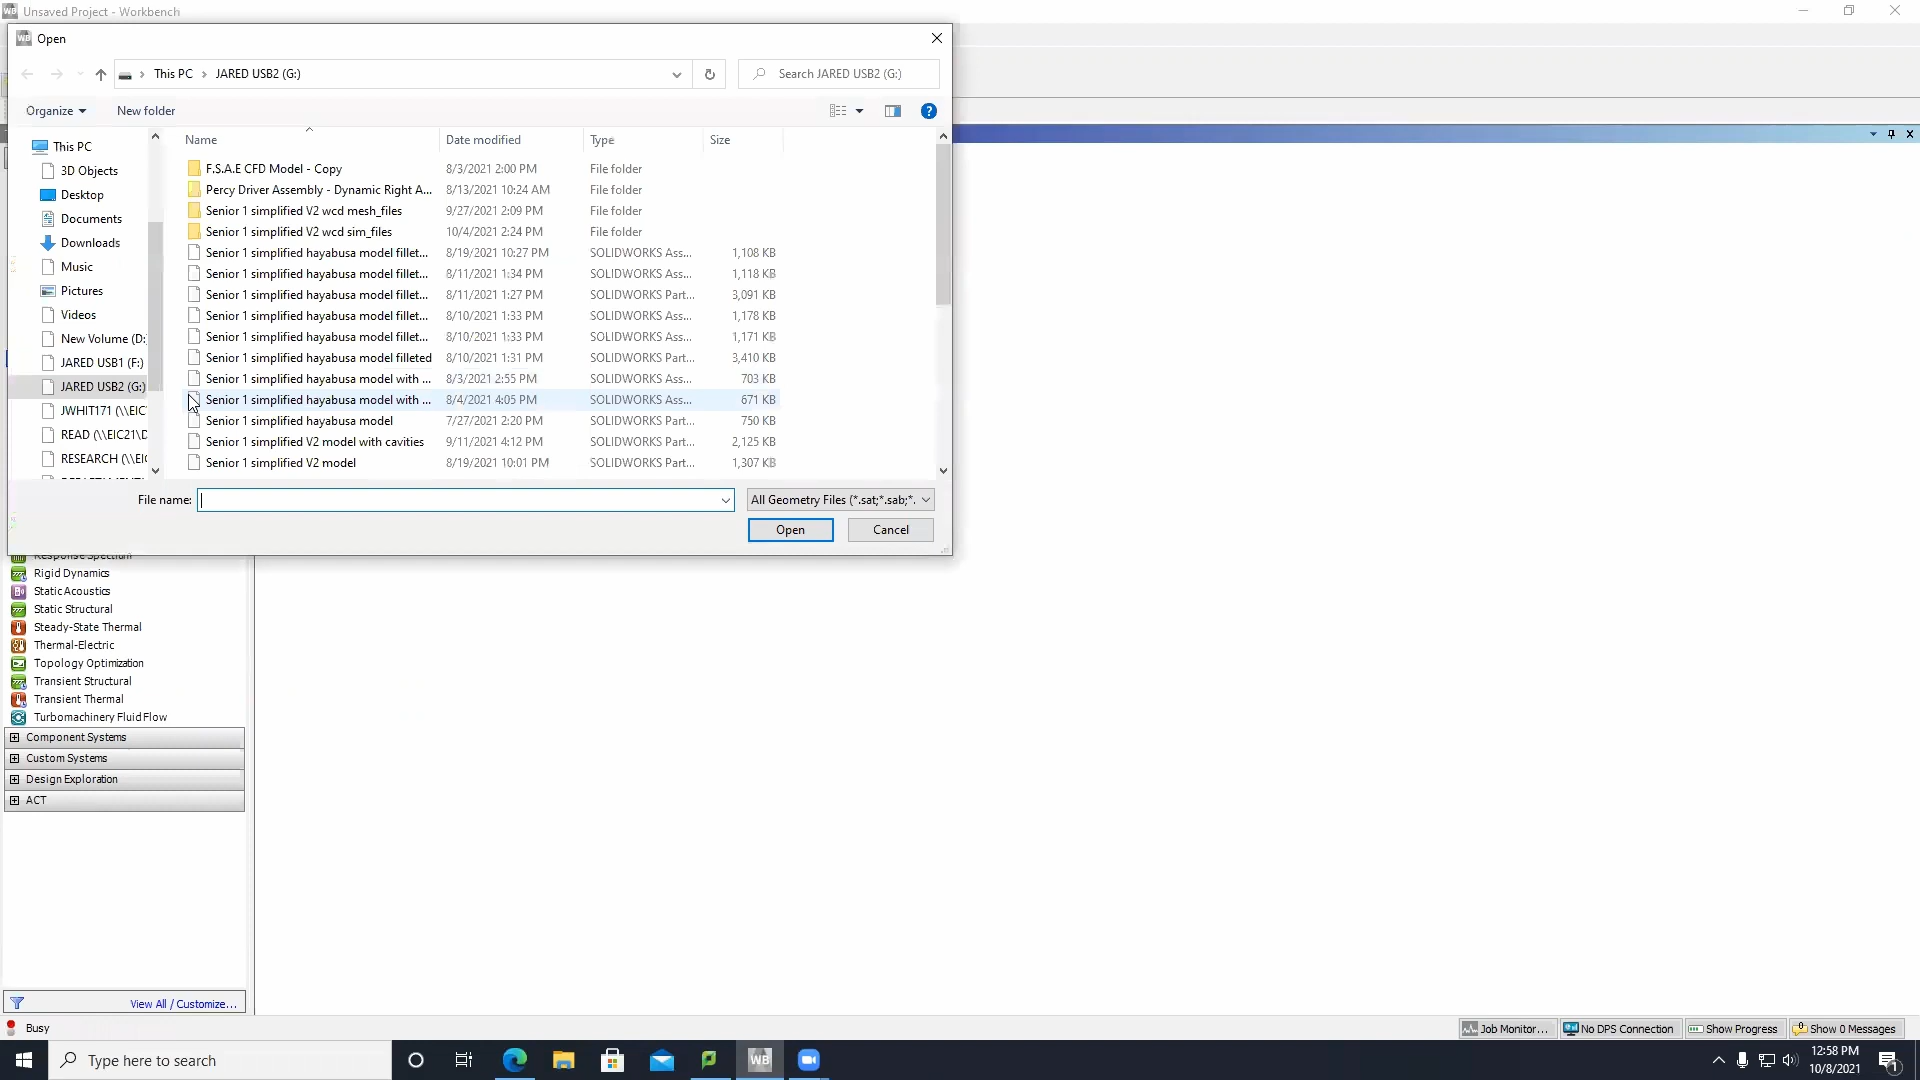 Unsaved Project - Workbench
Open
This PC > JARED USB2 (G:)
Search JARED USB2 (G:)
Organize
New folder
Name Date modified Type Size
This PC
3D Objects
Desktop
Documents
Downloads
Music
Pictures
Videos
New Volume (D:
JARED USB1 (F:)
JARED USB2 (G:)
JWHIT171 (\\EIC
READ (\\EIC21\D
RESEARCH (\\EI
F.S.A.E CFD Model - Copy 8/3/2021 2:00 PM File folder
Percy Driver Assembly - Dynamic Right A... 8/13/2021 10:24 AM File folder
Senior 1 simplified V2 wcd mesh_files 9/27/2021 2:09 PM File folder
Senior 1 simplified V2 wcd sim_files 10/4/2021 2:24 PM File folder
Senior 1 simplified hayabusa model fillet... 8/19/2021 10:27 PM SOLIDWORKS Ass... 1,108 KB
Senior 1 simplified hayabusa model fillet... 8/11/2021 1:34 PM SOLIDWORKS Ass... 1,118 KB
Senior 1 simplified hayabusa model fillet... 8/11/2021 1:27 PM SOLIDWORKS Part... 3,091 KB
Senior 1 simplified hayabusa model fillet... 8/10/2021 1:33 PM SOLIDWORKS Ass... 1,178 KB
Senior 1 simplified hayabusa model fillet... 8/10/2021 1:33 PM SOLIDWORKS Ass... 1,171 KB
Senior 1 simplified hayabusa model filleted 8/10/2021 1:31 PM SOLIDWORKS Part... 3,410 KB
Senior 1 simplified hayabusa model with ... 8/3/2021 2:55 PM SOLIDWORKS Ass... 703 KB
Senior 1 simplified hayabusa model with ... 8/4/2021 4:05 PM SOLIDWORKS Ass... 671 KB
Senior 1 simplified hayabusa model 7/27/2021 2:20 PM SOLIDWORKS Part... 750 KB
Senior 1 simplified V2 model with cavities 9/11/2021 4:12 PM SOLIDWORKS Part... 2,125 KB
Senior 1 simplified V2 model 8/19/2021 10:01 PM SOLIDWORKS Part... 1,307 KB
File name:
All Geometry Files (*.sat;*.sab;*.
Open
Cancel
Response Spectrum
Rigid Dynamics
Static Acoustics
Static Structural
Steady-State Thermal
Thermal-Electric
Topology Optimization
Transient Structural
Transient Thermal
Turbomachinery Fluid Flow
Component Systems
Custom Systems
Design Exploration
ACT
View All / Customize...
Busy
Job Monitor...
No DPS Connection
Show Progress
Show 0 Messages
Type here to search
WB
12:58 PM
10/8/2021
1